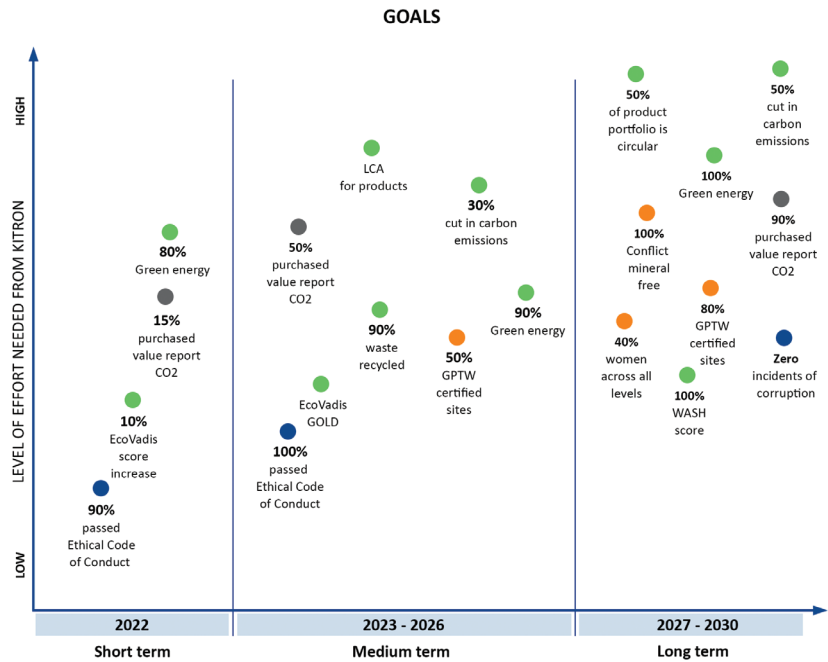 GOALS
HIGH
LEVEL OF EFFORT NEEDED FROM KITRON
LOW
80%
Green energy
15%
purchased
value report
CO2
10%
EcoVadis
score
increase
90%
passed
Ethical Code
of Conduct
LCA
for products
30%
cut in carbon
emissions
50%
purchased
value report
CO2
90%
Green energy
90%
waste
recycled
50%
GPTW
certified
sites
EcoVadis
GOLD
100%
passed
Ethical Code
of Conduct
50%
of product
portfolio is
circular
50%
cut in
carbon
emissions
100%
Green energy
90%
purchased
value report
CO2
100%
Conflict
mineral
free
80%
GPTW
certified
sites
40%
women
across all
levels
Zero
incidents of
corruption
100%
WASH
score
2022
2023 - 2026
2027 - 2030
Short term
Medium term
Long term